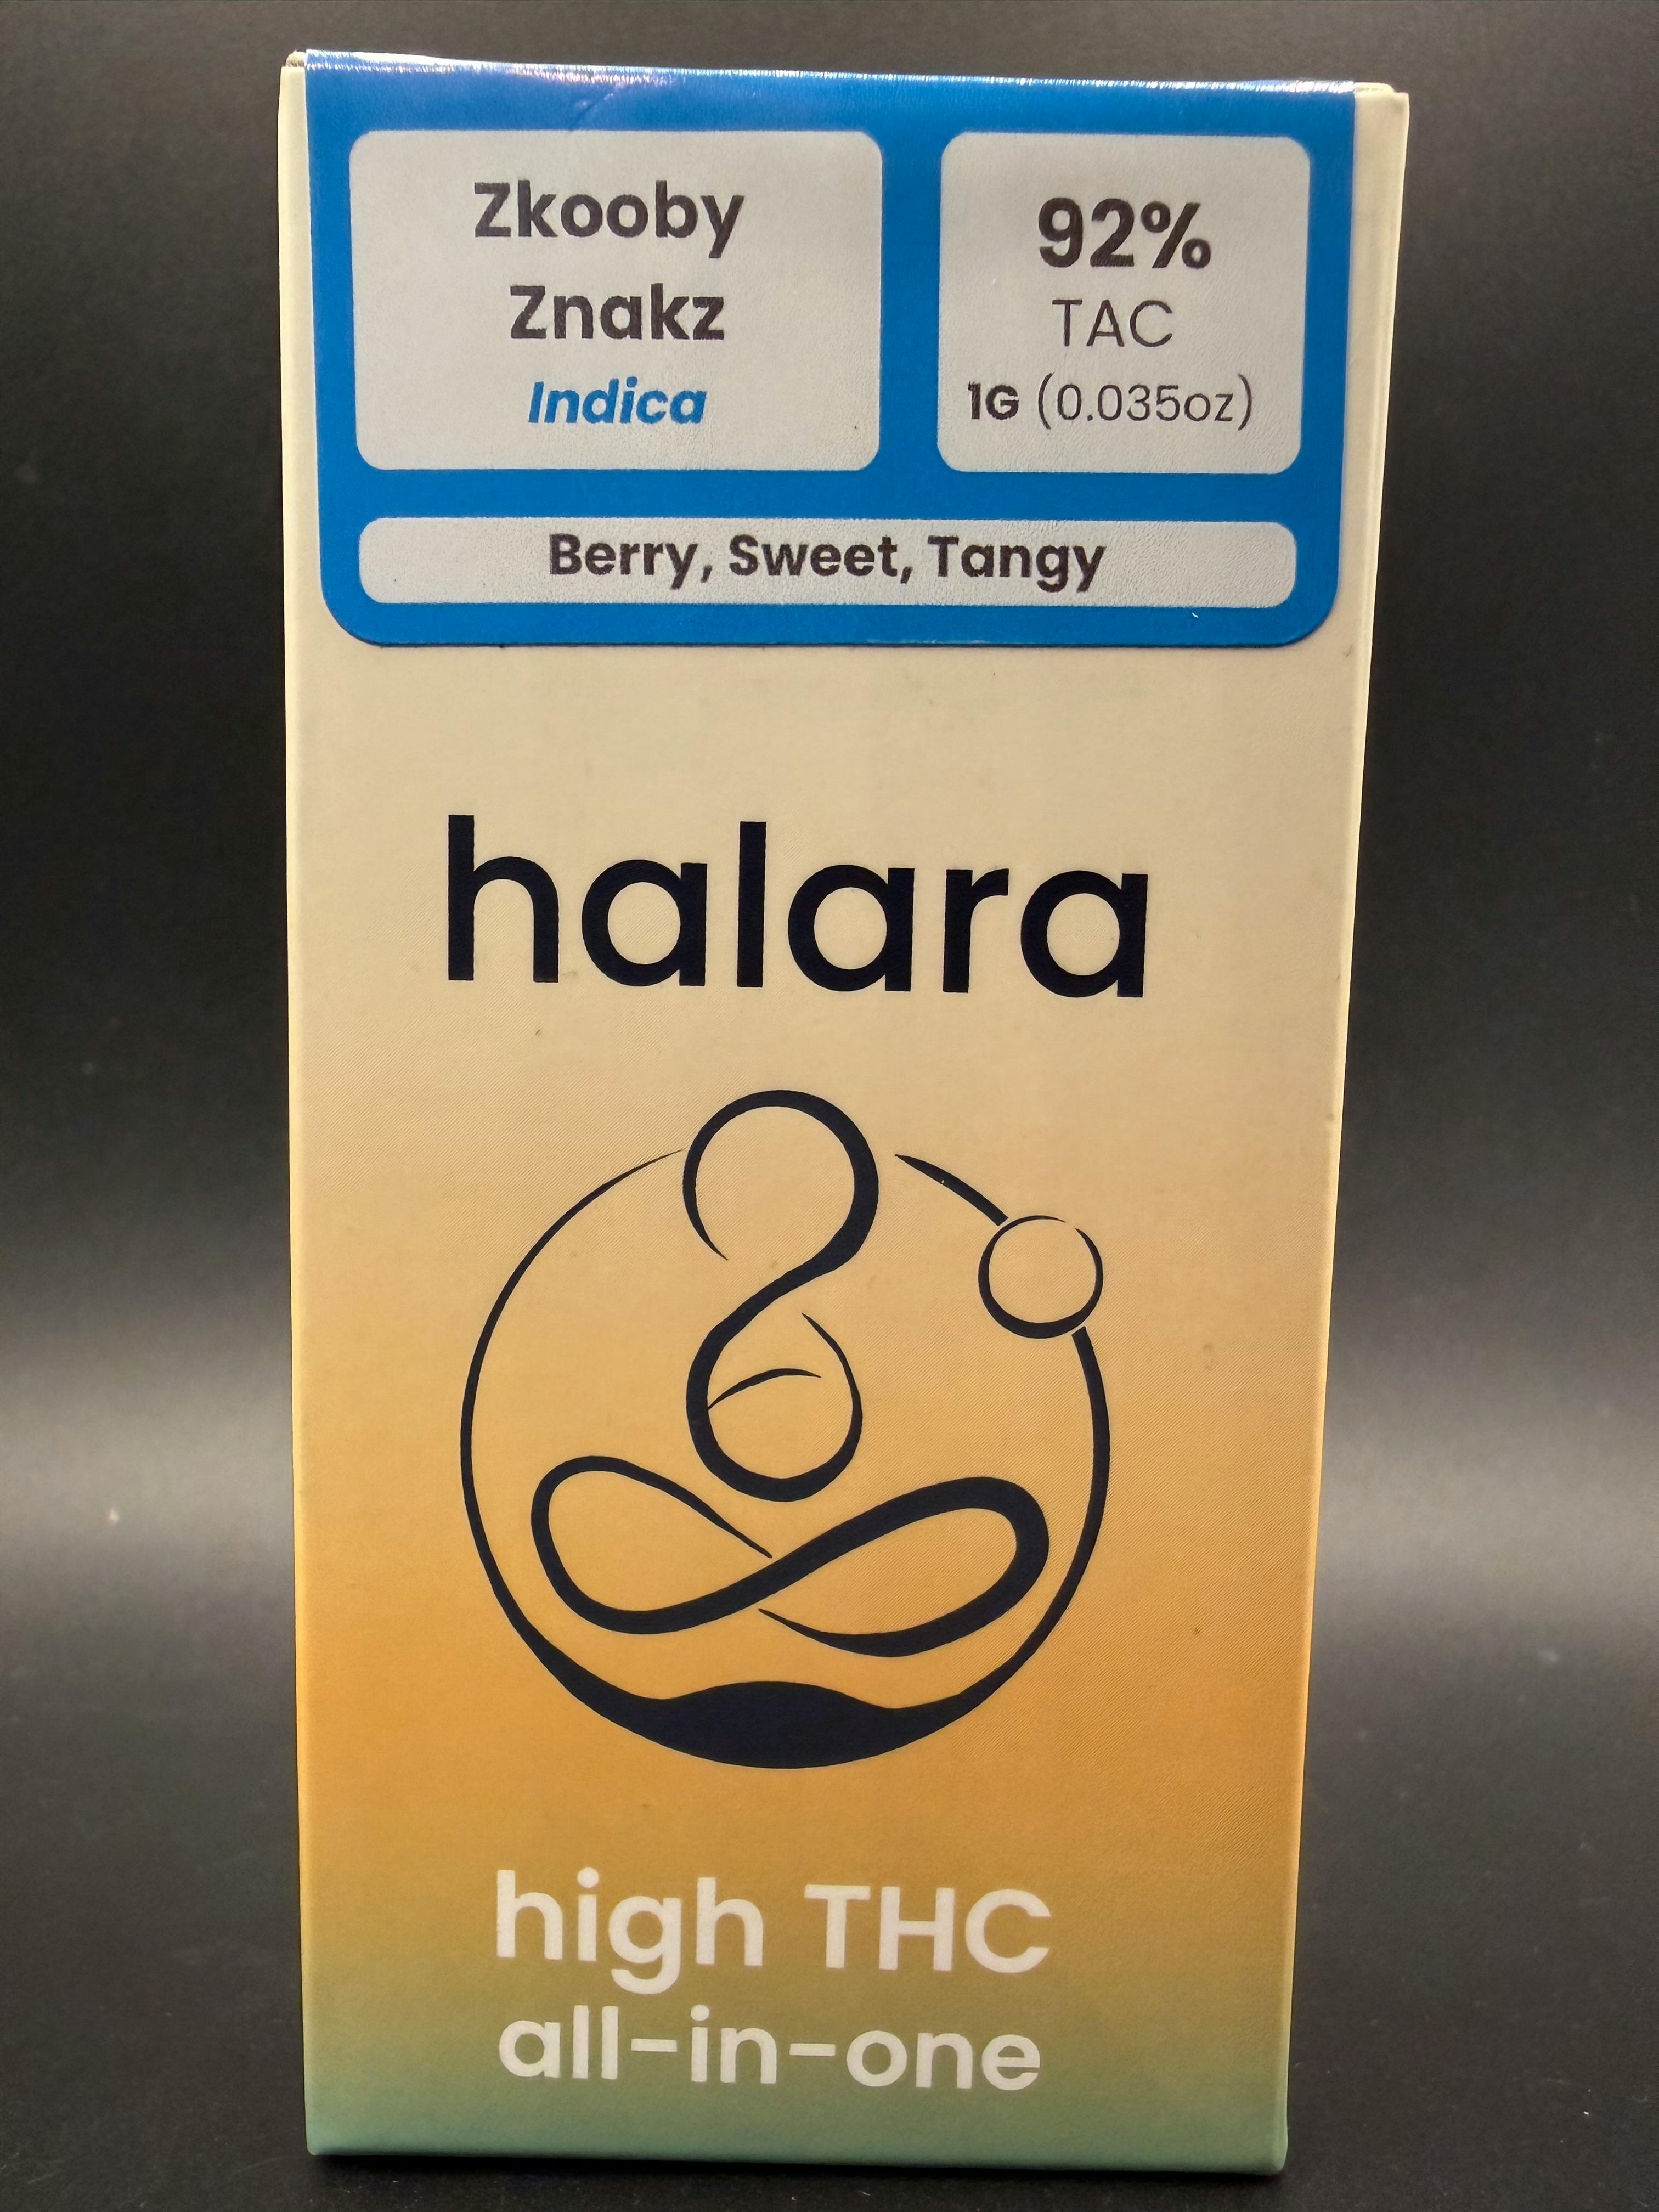 Zkooby
Znakz
Indica
92%
TAC
1G (0.035oz)
Berry, Sweet, Tangy
halara
high THC
all-in-one